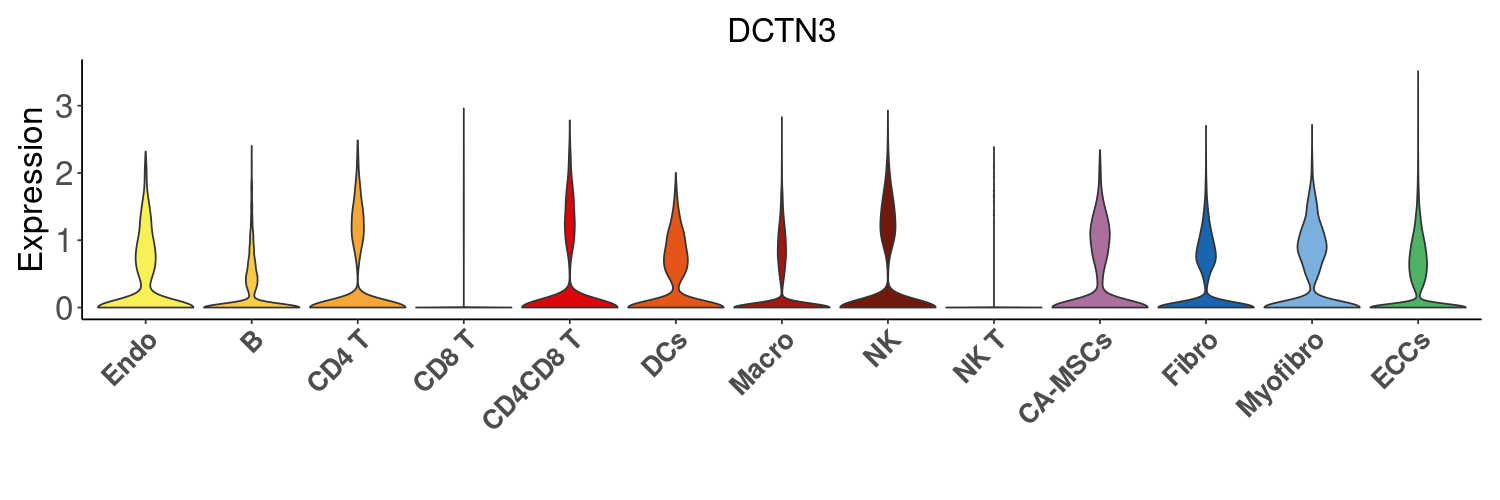 DCTN3
Expression
3
2
1
0
Endo
B
CD4 T
CD8 T
CD4CD8 T
DCs
Macro
NK
NK T
CA-MSCs
Fibro
Myofibro
ECCs